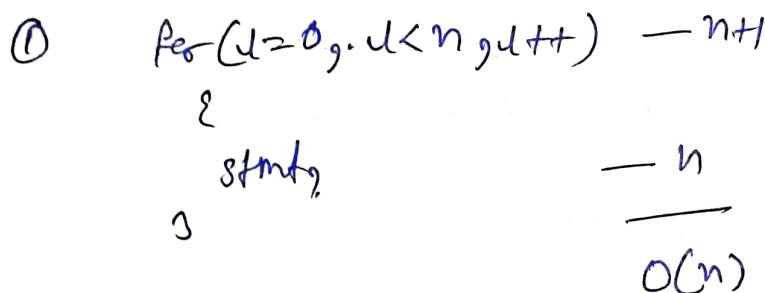 ① for(i=0; i<n; i++) — n+1
{
stmt; — n
}
O(n)